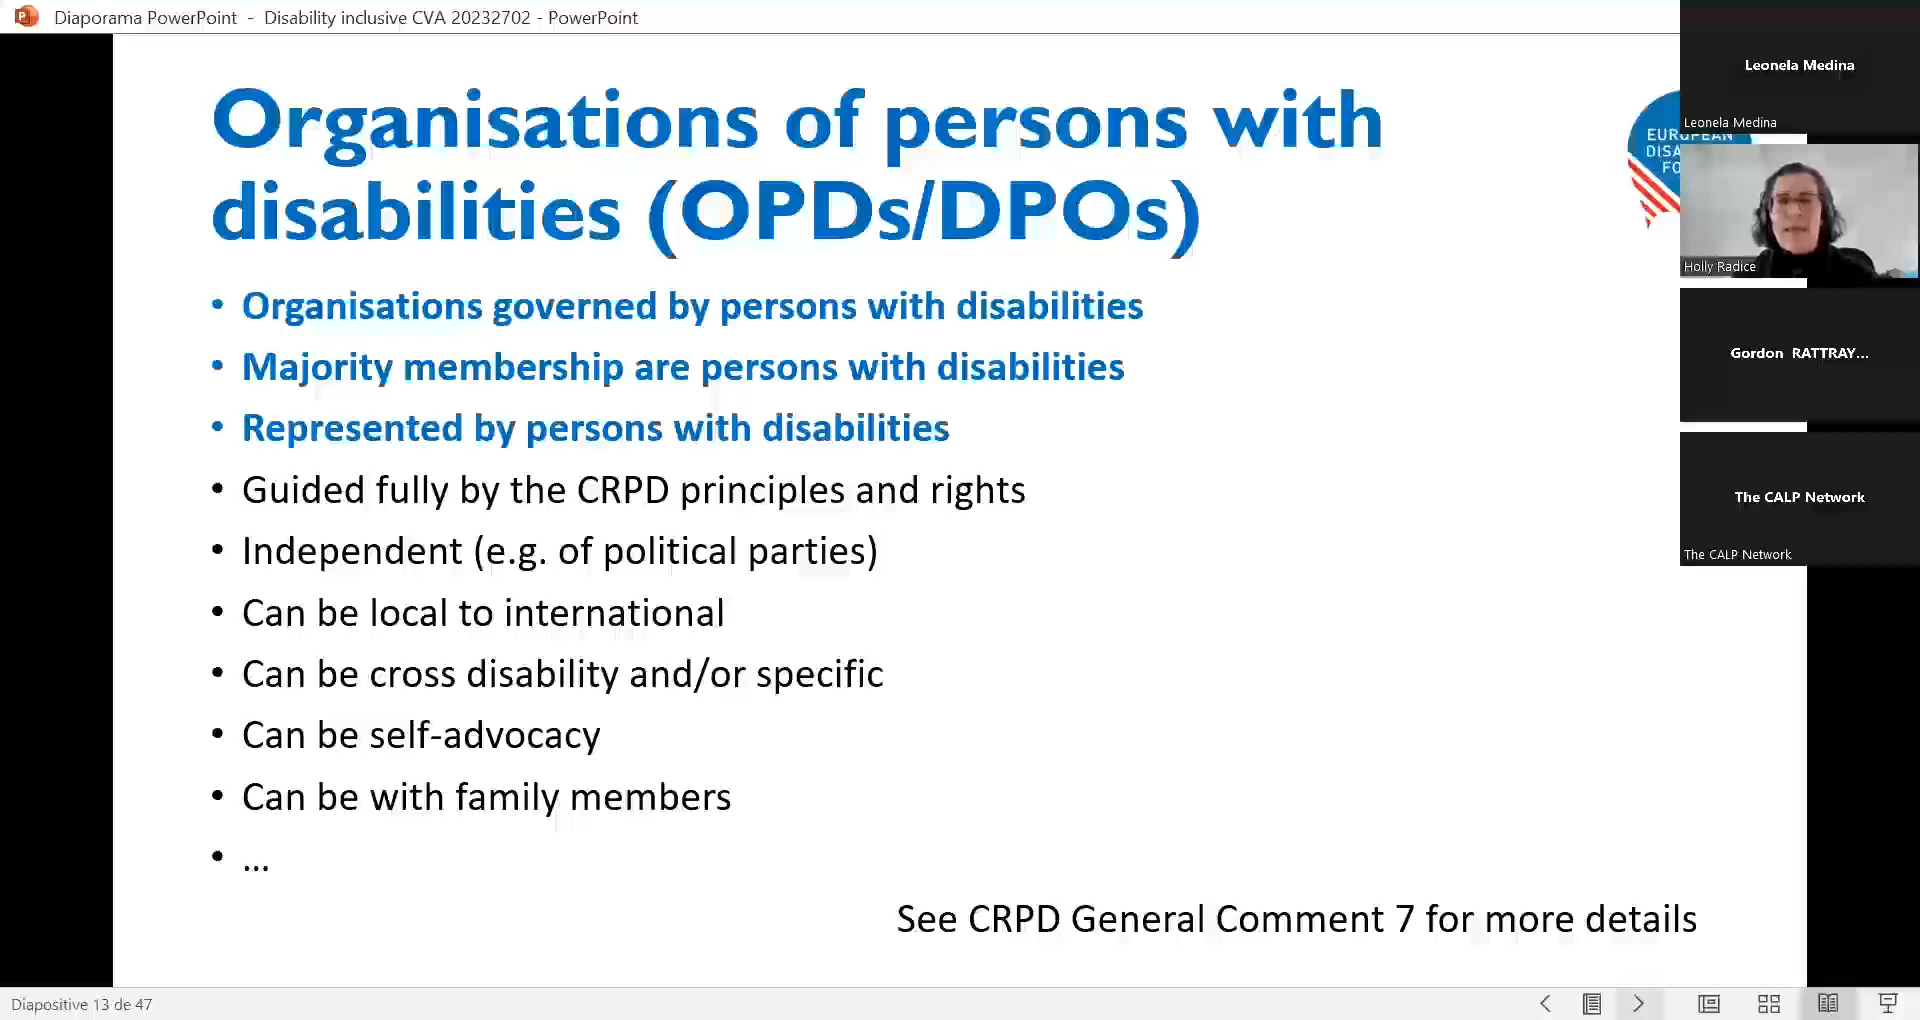 Diaporama PowerPoint - Disability inclusive CVA 20232702 - PowerPoint
Organisations of persons with
disabilities (OPDs/DPOs)
• Organisations governed by persons with disabilities
• Majority membership are persons with disabilities
• Represented by persons with disabilities
• Guided fully by the CRPD principles and rights
• Independent (e.g. of political parties)
• Can be local to international
• Can be cross disability and/or specific
• Can be self-advocacy
• Can be with family members
• ...
See CRPD General Comment 7 for more details
EUROPEAN
DISA
FO
Leonela Medina
Leonela Medina
Holly Radice
Gordon RATTRAY...
The CALP Network
The CALP Network
Diapositive 13 de 47